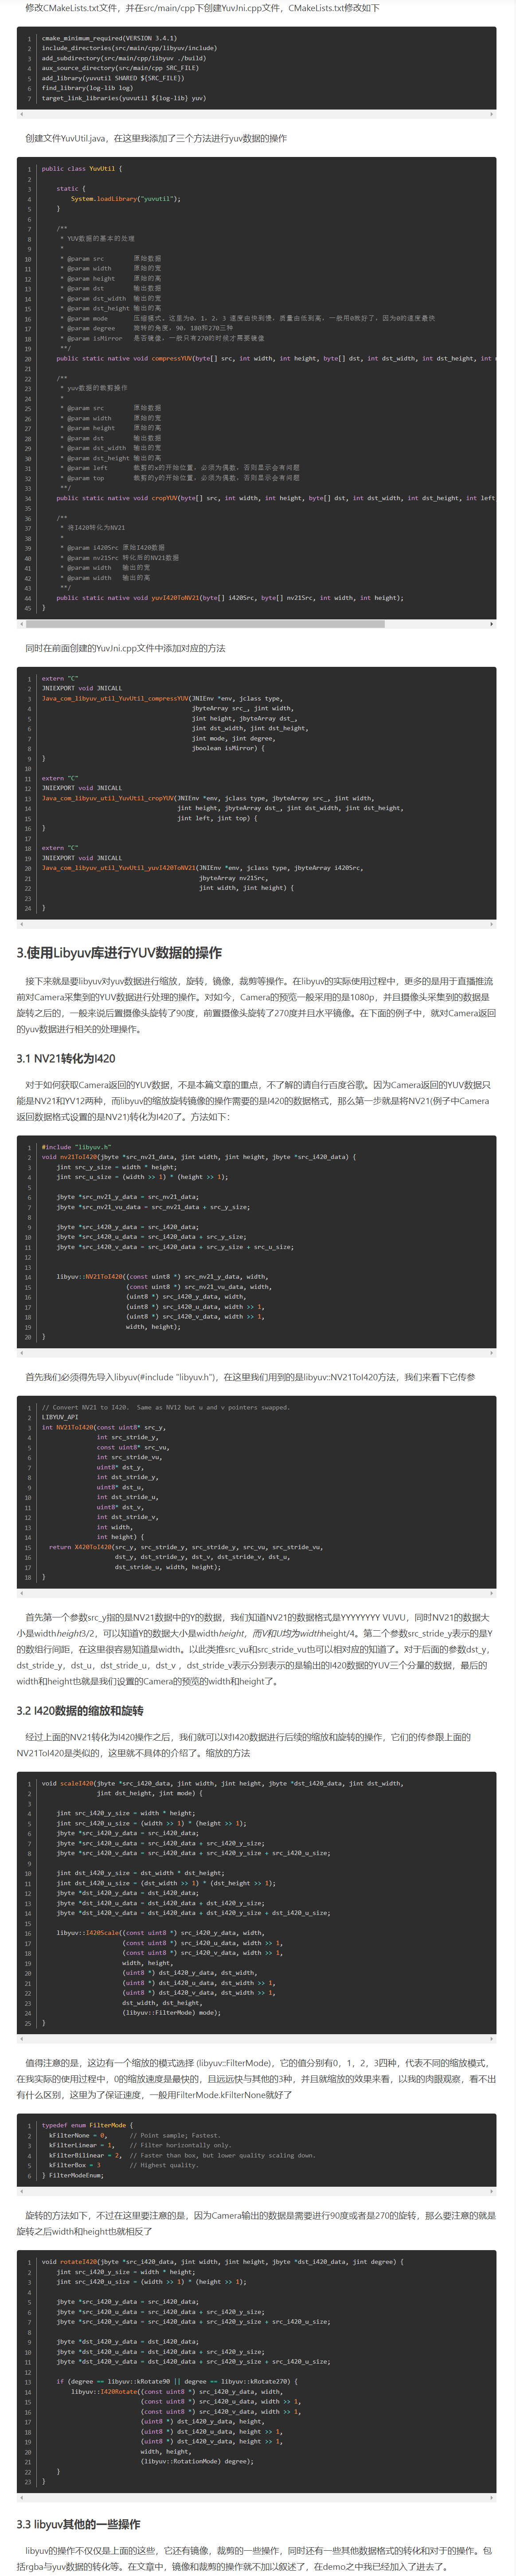 修改CMakeLists.txt文件，并在src/main/cpp下创建YuvJni.cpp文件，CMakeLists.txt修改如下
1 cmake_minimum_required(VERSION 3.4.1)
2 include_directories(src/main/cpp/libyuv/include)
3 add_subdirectory(src/main/cpp/libyuv ./build)
4 aux_source_directory(src/main/cpp SRC_FILE)
5 add_library(yuvutil SHARED ${SRC_FILE})
6 find_library(log-lib log)
7 target_link_libraries(yuvutil ${log-lib} yuv)
创建文件YuvUtil.java，在这里我添加了三个方法进行yuv数据的操作
1 public class YuvUtil {
2
3     static {
4         System.loadLibrary("yuvutil");
5     }
6
7     /**
8      * YUV数据的基本的处理
9      *
10      * @param src        原始数据
11      * @param width      原始的宽
12      * @param height     原始的高
13      * @param dst        输出数据
14      * @param dst_width  输出的宽
15      * @param dst_height 输出的高
16      * @param mode       压缩模式。这里为0，1，2，3 速度由快到慢，质量由低到高，一般用0就好了，因为0的速度最快
17      * @param degree     旋转的角度，90，180和270三种
18      * @param isMirror   是否镜像，一般只有270的时候才需要镜像
19      **/
20     public static native void compressYUV(byte[] src, int width, int height, byte[] dst, int dst_width, int dst_height, int
21
22     /**
23      * yuv数据的裁剪操作
24      *
25      * @param src        原始数据
26      * @param width      原始的宽
27      * @param height     原始的高
28      * @param dst        输出数据
29      * @param dst_width  输出的宽
30      * @param dst_height 输出的高
31      * @param left       裁剪的x的开始位置，必须为偶数，否则显示会有问题
32      * @param top        裁剪的y的开始位置，必须为偶数，否则显示会有问题
33      **/
34     public static native void cropYUV(byte[] src, int width, int height, byte[] dst, int dst_width, int dst_height, int left
35
36     /**
37      * 将I420转化为NV21
38      *
39      * @param i420Src 原始I420数据
40      * @param nv21Src 转化后的NV21数据
41      * @param width   输出的宽
42      * @param width   输出的高
43      **/
44     public static native void yuvI420ToNV21(byte[] i420Src, byte[] nv21Src, int width, int height);
45 }
同时在前面创建的YuvJni.cpp文件中添加对应的方法
1 extern "C"
2 JNIEXPORT void JNICALL
3 Java_com_libyuv_util_YuvUtil_compressYUV(JNIEnv *env, jclass type,
4                                          jbyteArray src_, jint width,
5                                          jint height, jbyteArray dst_,
6                                          jint dst_width, jint dst_height,
7                                          jint mode, jint degree,
8                                          jboolean isMirror) {
9 }
10
11 extern "C"
12 JNIEXPORT void JNICALL
13 Java_com_libyuv_util_YuvUtil_cropYUV(JNIEnv *env, jclass type, jbyteArray src_, jint width,
14                                      jint height, jbyteArray dst_, jint dst_width, jint dst_height,
15                                      jint left, jint top) {
16 }
17
18 extern "C"
19 JNIEXPORT void JNICALL
20 Java_com_libyuv_util_YuvUtil_yuvI420ToNV21(JNIEnv *env, jclass type, jbyteArray i420Src,
21                                            jbyteArray nv21Src,
22                                            jint width, jint height) {
23
24 }
3.使用Libyuv库进行YUV数据的操作
接下来就是要libyuv对yuv数据进行缩放，旋转，镜像，裁剪等操作。在libyuv的实际使用过程中，更多的是用于直播推流
前对Camera采集到的YUV数据进行处理的操作。对如今，Camera的预览一般采用的是1080p，并且摄像头采集到的数据是
旋转之后的，一般来说后置摄像头旋转了90度，前置摄像头旋转了270度并且水平镜像。在下面的例子中，就对Camera返回
的yuv数据进行相关的处理操作。
3.1 NV21转化为I420
对于如何获取Camera返回的YUV数据，不是本篇文章的重点，不了解的请自行百度谷歌。因为Camera返回的YUV数据只
能是NV21和YV12两种，而libyuv的缩放旋转镜像的操作需要的是I420的数据格式，那么第一步就是将NV21(例子中Camera
返回数据格式设置的是NV21)转化为I420了。方法如下：
1 #include "libyuv.h"
2 void nv21ToI420(jbyte *src_nv21_data, jint width, jint height, jbyte *src_i420_data) {
3     jint src_y_size = width * height;
4     jint src_u_size = (width >> 1) * (height >> 1);
5
6     jbyte *src_nv21_y_data = src_nv21_data;
7     jbyte *src_nv21_vu_data = src_nv21_data + src_y_size;
8
9     jbyte *src_i420_y_data = src_i420_data;
10     jbyte *src_i420_u_data = src_i420_data + src_y_size;
11     jbyte *src_i420_v_data = src_i420_data + src_y_size + src_u_size;
12
13
14     libyuv::NV21ToI420((const uint8 *) src_nv21_y_data, width,
15                        (const uint8 *) src_nv21_vu_data, width,
16                        (uint8 *) src_i420_y_data, width,
17                        (uint8 *) src_i420_u_data, width >> 1,
18                        (uint8 *) src_i420_v_data, width >> 1,
19                        width, height);
20 }
首先我们必须得先导入libyuv(#include "libyuv.h")，在这里我们用到的是libyuv::NV21ToI420方法，我们来看下它传参
1 // Convert NV21 to I420.  Same as NV12 but u and v pointers swapped.
2 LIBYUV_API
3 int NV21ToI420(const uint8* src_y,
4                int src_stride_y,
5                const uint8* src_vu,
6                int src_stride_vu,
7                uint8* dst_y,
8                int dst_stride_y,
9                uint8* dst_u,
10                int dst_stride_u,
11                uint8* dst_v,
12                int dst_stride_v,
13                int width,
14                int height) {
15   return X420ToI420(src_y, src_stride_y, src_stride_y, src_vu, src_stride_vu,
16                     dst_y, dst_stride_y, dst_v, dst_stride_v, dst_u,
17                     dst_stride_u, width, height);
18 }
首先第一个参数src_y指的是NV21数据中的Y的数据，我们知道NV21的数据格式是YYYYYYYY VUVU，同时NV21的数据大
小是widthheight3/2，可以知道Y的数据大小是widthheight，而V和U均为widthheight/4。第二个参数src_stride_y表示的是Y
的数组行间距，在这里很容易知道是width。以此类推src_vu和src_stride_vu也可以相对应的知道了。对于后面的参数dst_y，
dst_stride_y，dst_u，dst_stride_u，dst_v ，dst_stride_v表示分别表示的是输出的I420数据的YUV三个分量的数据，最后的
width和height也就是我们设置的Camera的预览的width和height了。
3.2 I420数据的缩放和旋转
经过上面的NV21转化为I420操作之后，我们就可以对I420数据进行后续的缩放和旋转的操作，它们的传参跟上面的
NV21ToI420是类似的，这里就不具体的介绍了。缩放的方法
1 void scaleI420(jbyte *src_i420_data, jint width, jint height, jbyte *dst_i420_data, jint dst_width,
2                jint dst_height, jint mode) {
3
4     jint src_i420_y_size = width * height;
5     jint src_i420_u_size = (width >> 1) * (height >> 1);
6     jbyte *src_i420_y_data = src_i420_data;
7     jbyte *src_i420_u_data = src_i420_data + src_i420_y_size;
8     jbyte *src_i420_v_data = src_i420_data + src_i420_y_size + src_i420_u_size;
9
10     jint dst_i420_y_size = dst_width * dst_height;
11     jint dst_i420_u_size = (dst_width >> 1) * (dst_height >> 1);
12     jbyte *dst_i420_y_data = dst_i420_data;
13     jbyte *dst_i420_u_data = dst_i420_data + dst_i420_y_size;
14     jbyte *dst_i420_v_data = dst_i420_data + dst_i420_y_size + dst_i420_u_size;
15
16     libyuv::I420Scale((const uint8 *) src_i420_y_data, width,
17                       (const uint8 *) src_i420_u_data, width >> 1,
18                       (const uint8 *) src_i420_v_data, width >> 1,
19                       width, height,
20                       (uint8 *) dst_i420_y_data, dst_width,
21                       (uint8 *) dst_i420_u_data, dst_width >> 1,
22                       (uint8 *) dst_i420_v_data, dst_width >> 1,
23                       dst_width, dst_height,
24                       (libyuv::FilterMode) mode);
25 }
值得注意的是，这边有一个缩放的模式选择 (libyuv::FilterMode)，它的值分别有0，1，2，3四种，代表不同的缩放模式，
在我实际的使用过程中，0的缩放速度是最快的，且远远快与其他的3种，并且就缩放的效果来看，以我的肉眼观察，看不出
有什么区别，这里为了保证速度，一般用FilterMode.kFilterNone就好了
1 typedef enum FilterMode {
2   kFilterNone = 0,      // Point sample; Fastest.
3   kFilterLinear = 1,    // Filter horizontally only.
4   kFilterBilinear = 2,  // Faster than box, but lower quality scaling down.
5   kFilterBox = 3        // Highest quality.
6 } FilterModeEnum;
旋转的方法如下，不过在这里要注意的是，因为Camera输出的数据是需要进行90度或者是270的旋转，那么要注意的就是
旋转之后width和height也就相反了
1 void rotateI420(jbyte *src_i420_data, jint width, jint height, jbyte *dst_i420_data, jint degree) {
2     jint src_i420_y_size = width * height;
3     jint src_i420_u_size = (width >> 1) * (height >> 1);
4
5     jbyte *src_i420_y_data = src_i420_data;
6     jbyte *src_i420_u_data = src_i420_data + src_i420_y_size;
7     jbyte *src_i420_v_data = src_i420_data + src_i420_y_size + src_i420_u_size;
8
9     jbyte *dst_i420_y_data = dst_i420_data;
10     jbyte *dst_i420_u_data = dst_i420_data + src_i420_y_size;
11     jbyte *dst_i420_v_data = dst_i420_data + src_i420_y_size + src_i420_u_size;
12
13     if (degree == libyuv::kRotate90 || degree == libyuv::kRotate270) {
14         libyuv::I420Rotate((const uint8 *) src_i420_y_data, width,
15                            (const uint8 *) src_i420_u_data, width >> 1,
16                            (const uint8 *) src_i420_v_data, width >> 1,
17                            (uint8 *) dst_i420_y_data, height,
18                            (uint8 *) dst_i420_u_data, height >> 1,
19                            (uint8 *) dst_i420_v_data, height >> 1,
20                            width, height,
21                            (libyuv::RotationMode) degree);
22     }
23 }
3.3 libyuv其他的一些操作
libyuv的操作不仅仅是上面的这些，它还有镜像，裁剪的一些操作，同时还有一些其他数据格式的转化和对于的操作。包
括rgba与yuv数据的转化等。在文章中，镜像和裁剪的操作就不加以叙述了，在demo之中我已经加入了进去了。